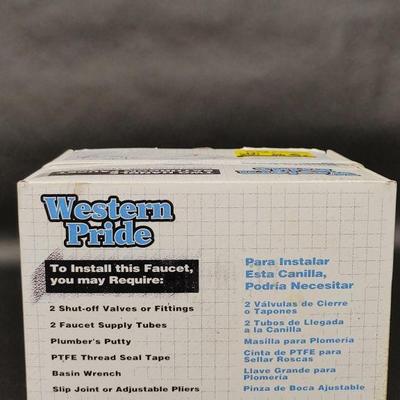 Western
Pride
To Install this Faucet,
you may Require:
2 Shut-off Valves or Fittings
2 Faucet Supply Tubes
Plumber's Putty
PTFE Thread Seal Tape
Basin Wrench
Slip Joint or Adjustable Pliers
Para Instalar
Esta Canilla,
Podría Necesitar
2 Válvulas de Cierre
o Tapones
2 Tubos de Llegada
a la Canilla
Masilla para Plomería
Cinta de PTFE para
Sellar Roscas
Llave Grande para
Plomería
Pinza de Boca Ajustable